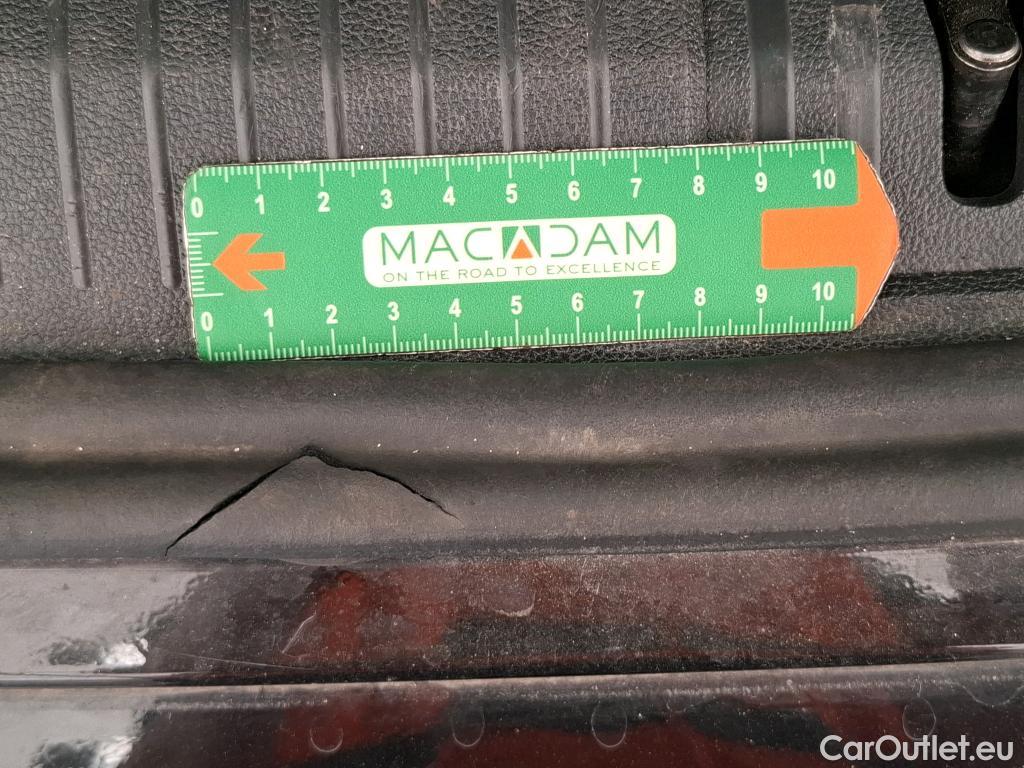 0 1 2 3 4 5 6 7 8 9 10
MACADAM
ON THE ROAD TO EXCELLENCE
0 1 2 3 4 5 6 7 8 9 10
CarOutlet.eu